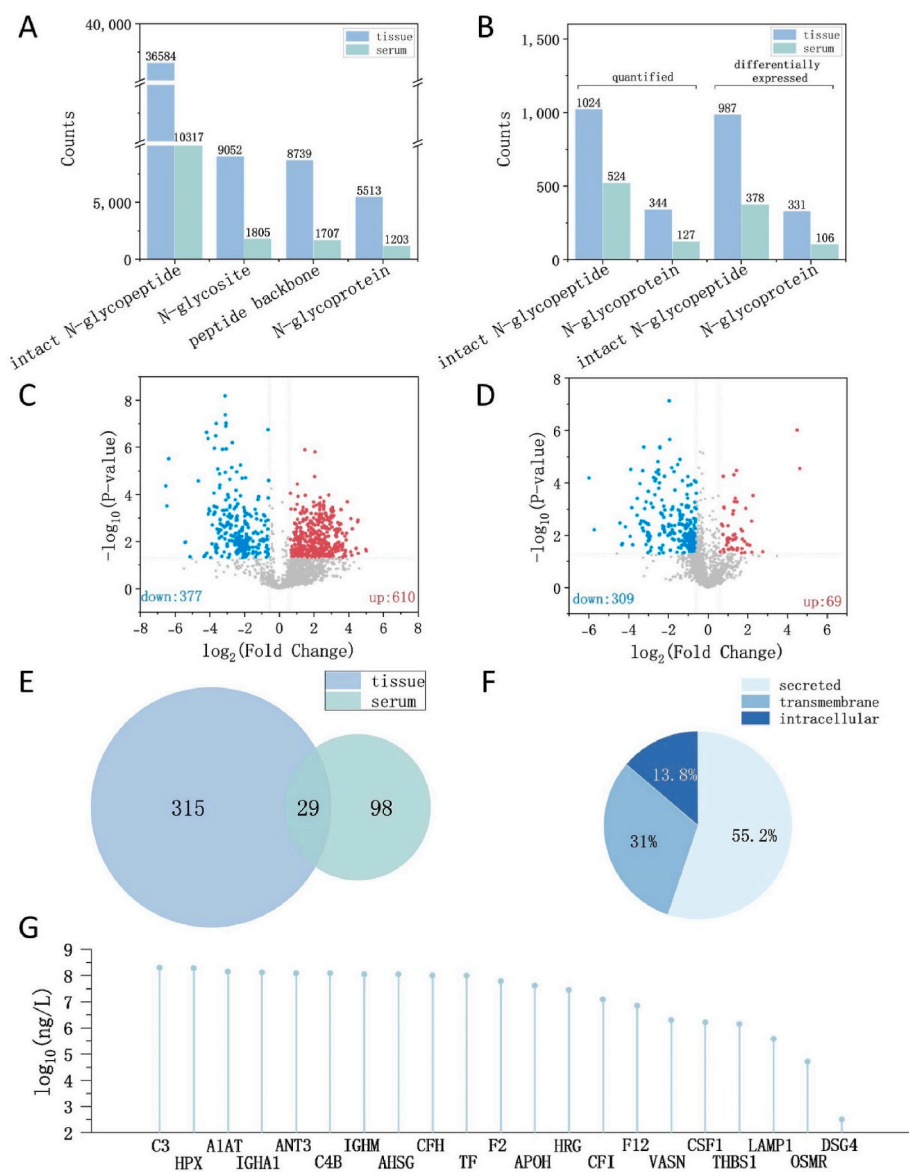 A
40,000
36584
tissue
serum
10317
9052
8739
5513
5,000
1805
1707
1203
0
Counts
intact N-glycopeptide
N-glycosite
peptide backbone
N-glycoprotein
B
1,500
tissue
serum
differentially
expressed
quantified
1024
987
1,000
524
500
378
344
331
127
106
0
Counts
intact N-glycopeptide
N-glycoprotein
intact N-glycopeptide
N-glycoprotein
C
8
6
4
2
0
-log10(P-value)
down:377
up:610
-8 -6 -4 -2 0 2 4 6 8
log2(Fold Change)
D
8
6
4
2
0
-log10(P-value)
down:309
up:69
-6 -4 -2 0 2 4 6
log2(Fold Change)
E
tissue
serum
315
29
98
F
secreted
transmembrane
intracellular
13.8%
31%
55.2%
G
9
8
7
6
5
4
3
2
log10(ng/L)
C3 A1AT ANT3 IGHM CFH F2 HRG F12 CSF1 LAMP1 DSG4
HPX IGHA1 C4B AHSG TF APOH CFI VASN THBS1 OSMR